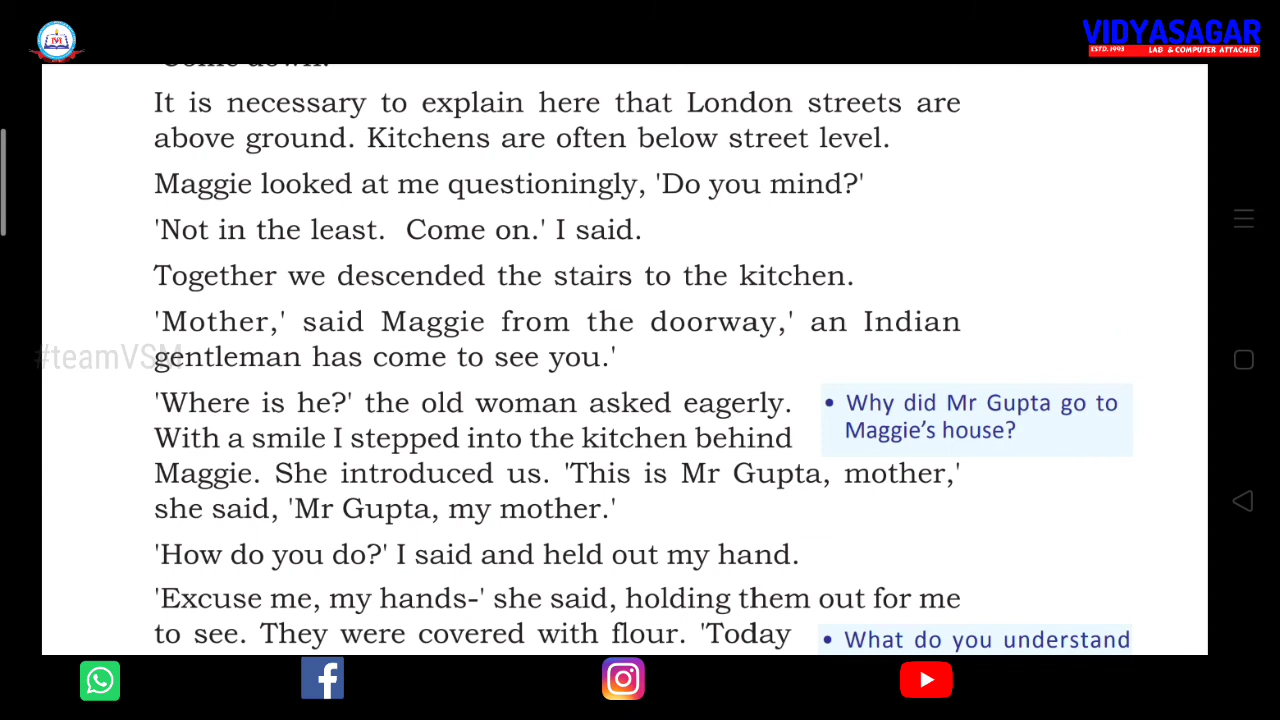 VIDYASAGAR
ESTD.1993 LAB & COMPUTER ATTACHED
'Come down.'
It is necessary to explain here that London streets are
above ground. Kitchens are often below street level.
Maggie looked at me questioningly, 'Do you mind?'
'Not in the least. Come on.' I said.
Together we descended the stairs to the kitchen.
'Mother,' said Maggie from the doorway,' an Indian
gentleman has come to see you.'
#teamVSM
'Where is he?' the old woman asked eagerly.
With a smile I stepped into the kitchen behind
Maggie. She introduced us. 'This is Mr Gupta, mother,'
she said, 'Mr Gupta, my mother.'
• Why did Mr Gupta go to
Maggie's house?
'How do you do?' I said and held out my hand.
'Excuse me, my hands-' she said, holding them out for me
to see. They were covered with flour. 'Today
• What do you understand